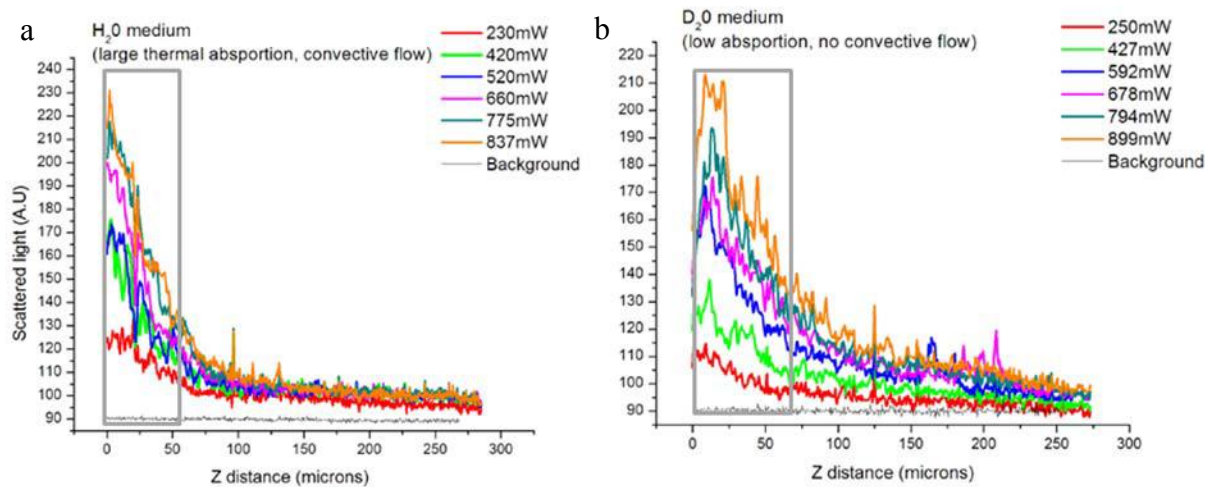 a
H₂0 medium
(large thermal absportion, convective flow)
230mW
420mW
520mW
660mW
775mW
837mW
Background
240
230
220
210
200
190
180
170
160
150
140
130
120
110
100
90
Scattered light (A.U)
0 50 100 150 200 250 300
Z distance (microns)
b
D₂0 medium
(low absportion, no convective flow)
250mW
427mW
592mW
678mW
794mW
899mW
Background
220
210
200
190
180
170
160
150
140
130
120
110
100
90
0 50 100 150 200 250 300
Z distance (microns)